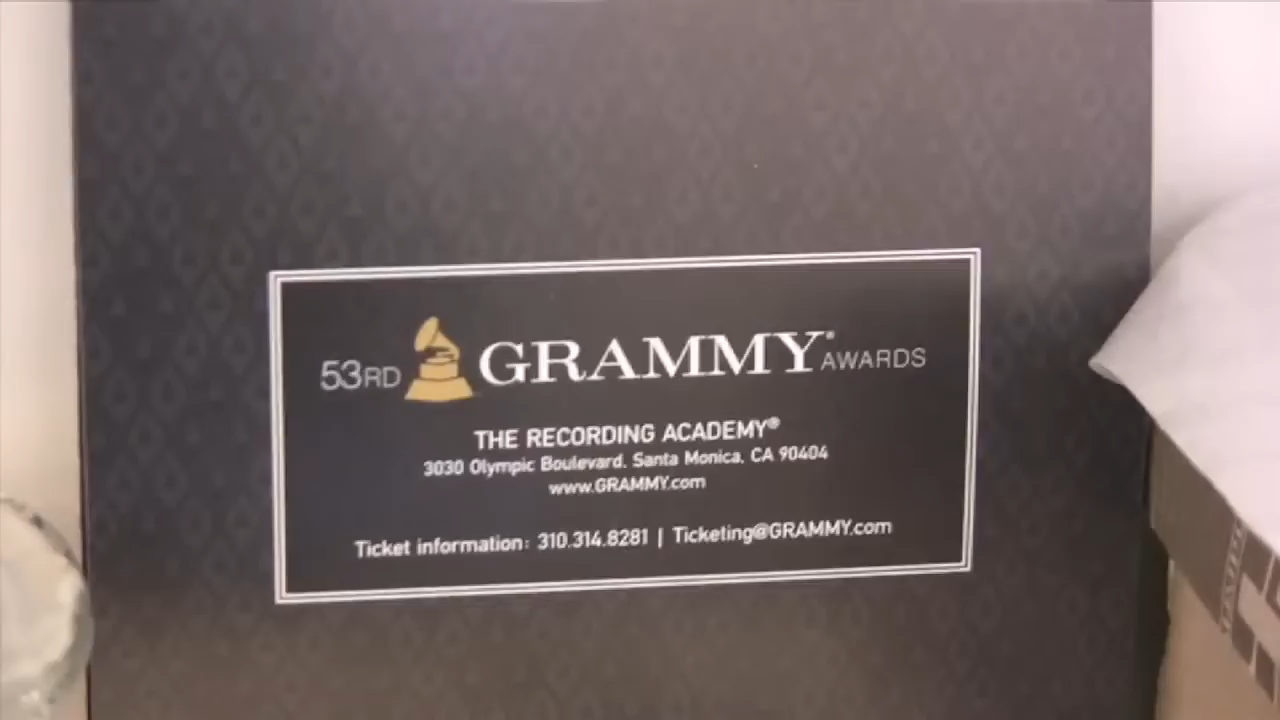 53RD GRAMMY® AWARDS
THE RECORDING ACADEMY®
3030 Olympic Boulevard, Santa Monica, CA 90404
www.GRAMMY.com
Ticket information: 310.314.8281 | Ticketing@GRAMMY.com